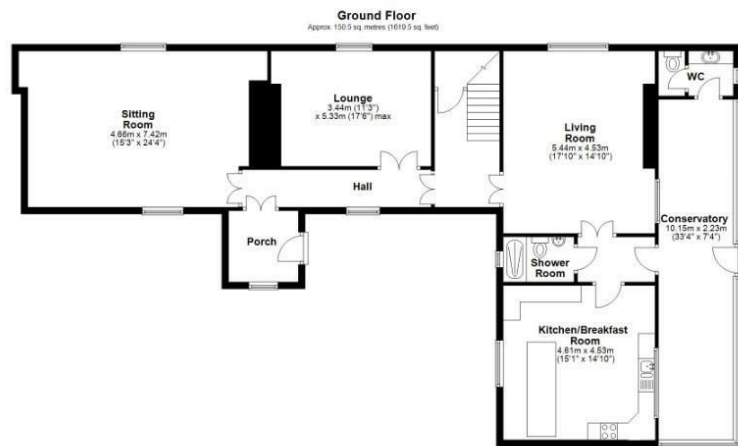 Ground Floor
Approx. 150.5 sq. metres (1619.5 sq. feet)
Sitting
Room
4.66m x 7.42m
(15'3" x 24'4")
Lounge
3.44m (11'3")
x 5.33m (17'6") max
Living
Room
5.44m x 4.53m
(17'10" x 14'10")
WC
Hall
Porch
Conservatory
10.15m x 2.23m
(33'4" x 7'4")
Shower
Room
Kitchen/Breakfast
Room
4.61m x 4.53m
(15'1" x 14'10")